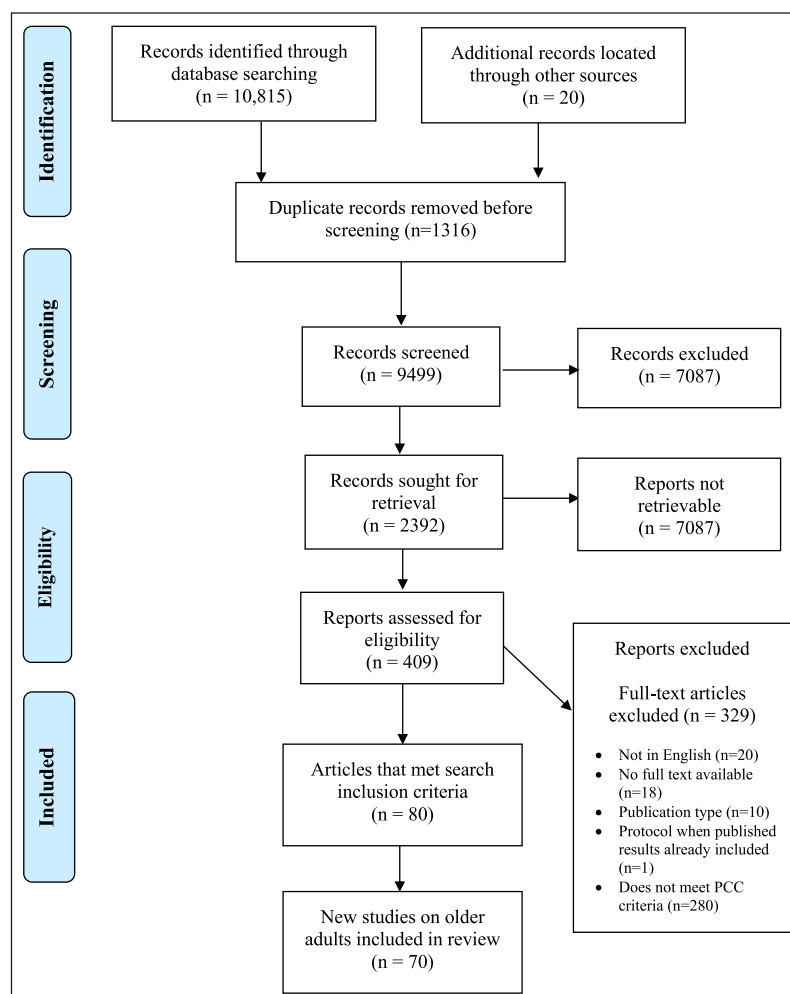 Identification
Records identified through
database searching
(n = 10,815)
Additional records located
through other sources
(n = 20)
Duplicate records removed before
screening (n=1316)
Screening
Records screened
(n = 9499)
Records excluded
(n = 7087)
Eligibility
Records sought for
retrieval
(n = 2392)
Reports not
retrievable
(n = 7087)
Reports assessed for
eligibility
(n = 409)
Reports excluded
Full-text articles
excluded (n = 329)
• Not in English (n=20)
• No full text available
(n=18)
• Publication type (n=10)
• Protocol when published
results already included
(n=1)
• Does not meet PCC
criteria (n=280)
Included
Articles that met search
inclusion criteria
(n = 80)
New studies on older
adults included in review
(n = 70)